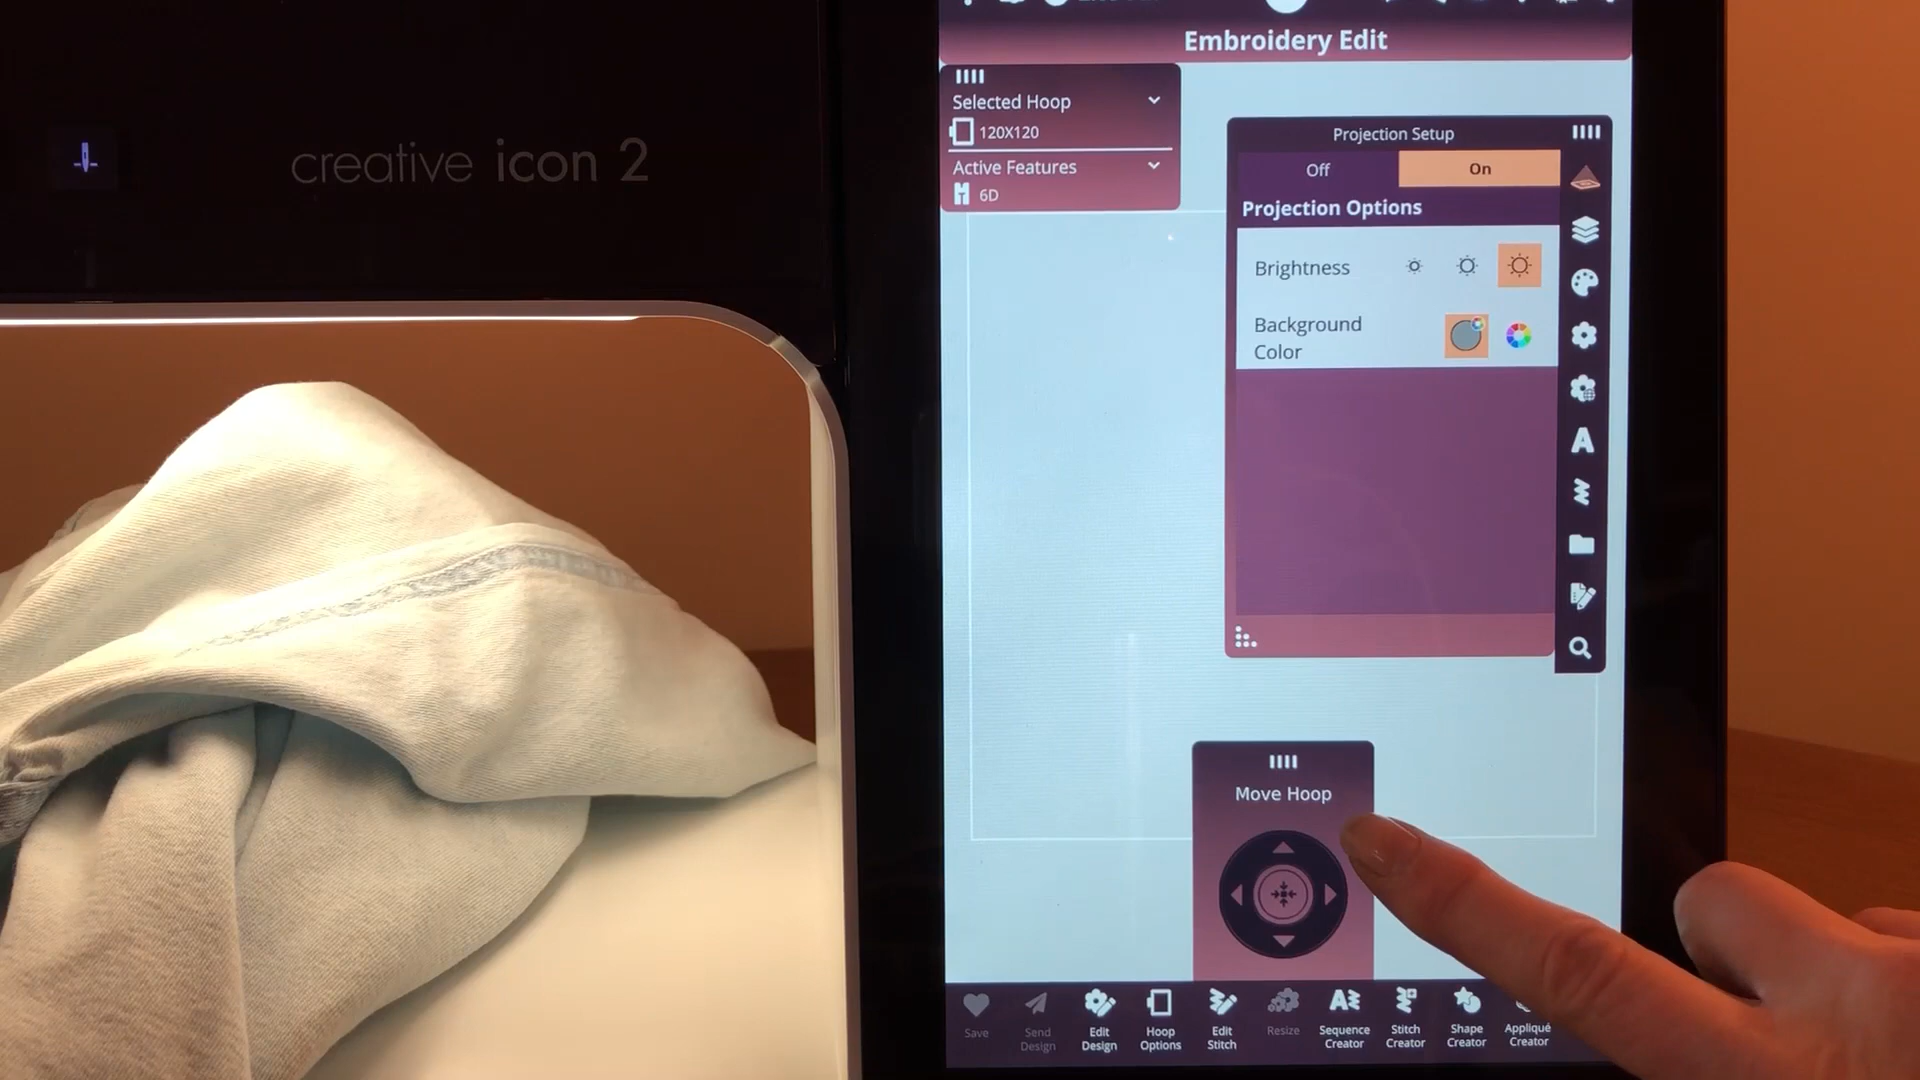 creative icon 2
Embroidery Edit
Selected Hoop
120X120
Active Features
6D
Projection Setup
Off
On
Projection Options
Brightness
Background
Color
A
Move Hoop
Save
Send
Design
Edit
Design
Hoop
Options
Edit
Stitch
Resize
Sequence
Creator
Stitch
Creator
Shape
Creator
Appliqué
Creator